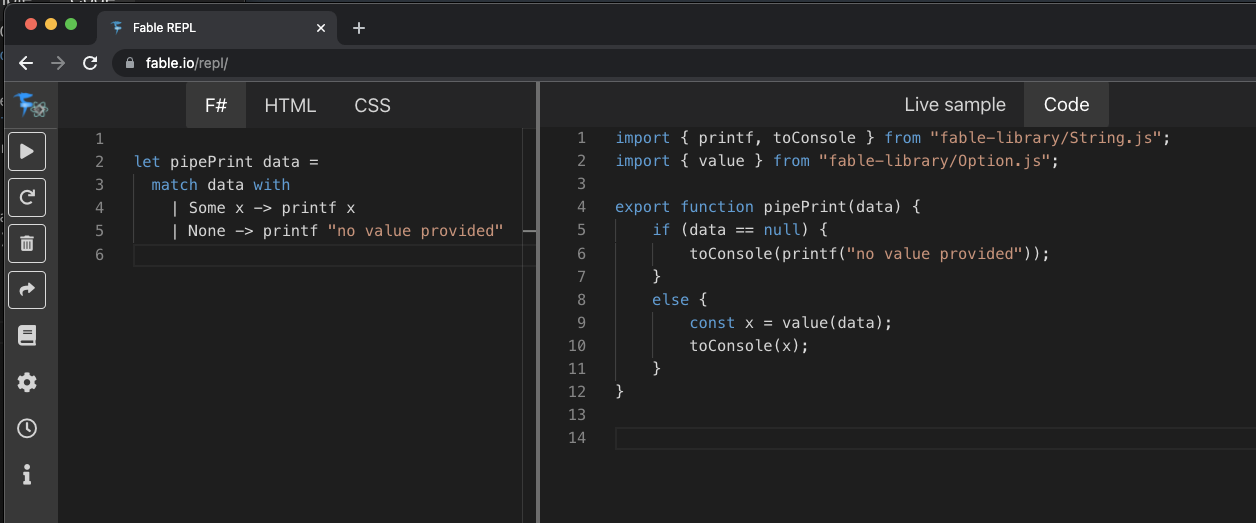 Fable REPL
fable.io/repl/
F# HTML CSS
Live sample Code
1
2 let pipePrint data =
3   match data with
4     | Some x -> printf x
5     | None -> printf "no value provided"
6
1 import { printf, toConsole } from "fable-library/String.js";
2 import { value } from "fable-library/Option.js";
3
4 export function pipePrint(data) {
5     if (data == null) {
6         toConsole(printf("no value provided"));
7     }
8     else {
9         const x = value(data);
10         toConsole(x);
11     }
12 }
13
14